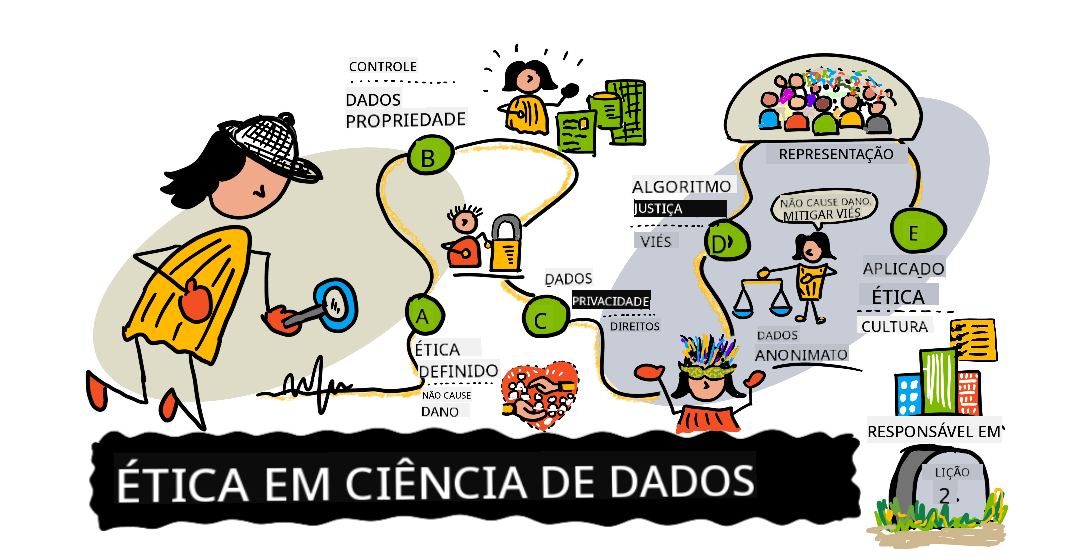 CONTROLE
DADOS
PROPRIEDADE
B
ÉTICA EM CIÊNCIA DE DADOS
A
ÉTICA
DEFINIDO
NÃO CAUSE
DANO
C
DADOS
PRIVACIDADE
DIREITOS
ALGORITMO
JUSTIÇA
VIÉS
D
REPRESENTAÇÃO
NÃO CAUSE DANO.
MITIGAR VIÉS
DADOS
ANONIMATO
E
APLICADO
ÉTICA
CULTURA
RESPONSÁVEL EM
LIÇÃO
2.